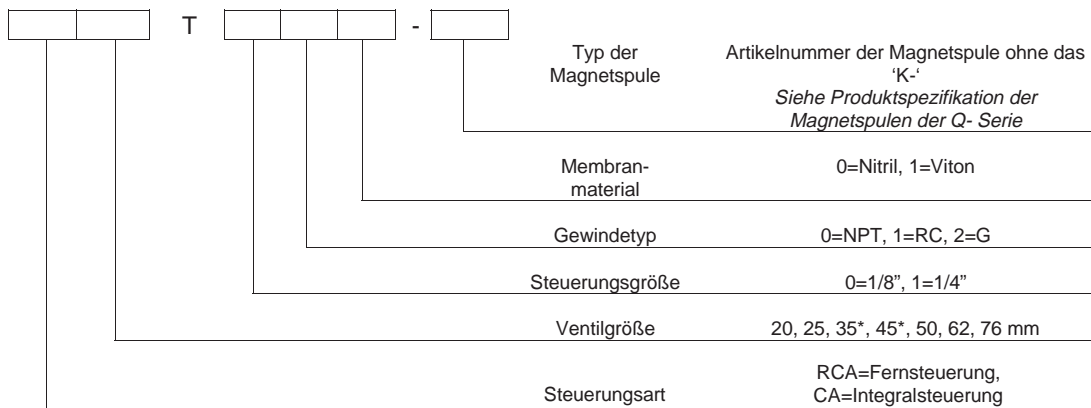 T -
Typ der Magnetspule Artikelnummer der Magnetspule ohne das ‘K-‘
Siehe Produktspezifikation der Magnetspulen der Q- Serie
Membran-
material 0=Nitril, 1=Viton
Gewindetyp 0=NPT, 1=RC, 2=G
Steuerungsgröße 0=1/8”, 1=1/4”
Ventilgröße 20, 25, 35*, 45*, 50, 62, 76 mm
Steuerungsart RCA=Fernsteuerung,
CA=Integralsteuerung